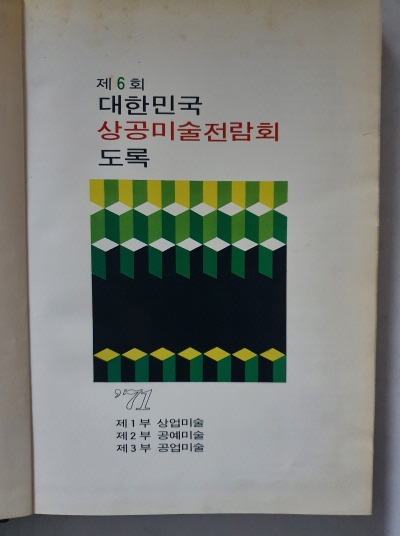 제 6 회
대한민국
상공미술전람회
도록
'71
제 1 부 상업미술
제 2 부 공예미술
제 3 부 공업미술